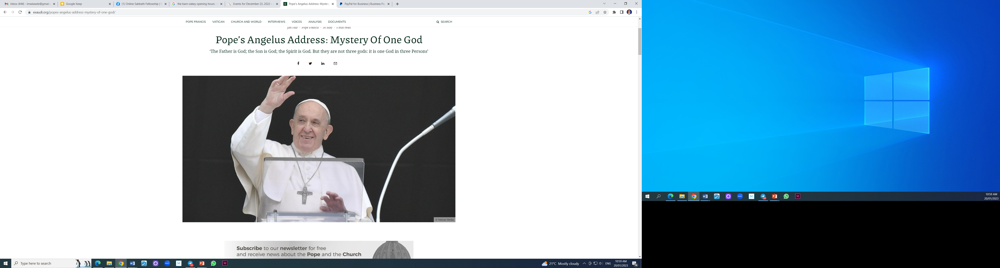 Inbox (444) - imadawde@gmail.c
Google Keep
(1) Online Sabbath Fellowship | F
the barn oakey opening hours -
Events for December 23, 2022 –
Pope's Angelus Address: Mystery
PayPal for Business | Business Pay
exaudi.org/popes-angelus-address-mystery-of-one-god/
POPE FRANCIS VATICAN CHURCH AND WORLD INTERVIEWS VOICES ANALYSIS DOCUMENTS SEARCH
Jim Fair · Pope Francis · 30 May · 5 min read
Pope’s Angelus Address: Mystery Of One God
‘The Father is God; the Son is God; the Spirit is God. But they are not three gods: it is one God in three Persons’
© Vatican Media
Subscribe to our newsletter for free
and receive news about the Pope and the Church
Type here to search
21°C Mostly cloudy
ENG
10:59 AM
20/01/2023
14
10:59 AM
20/01/2023